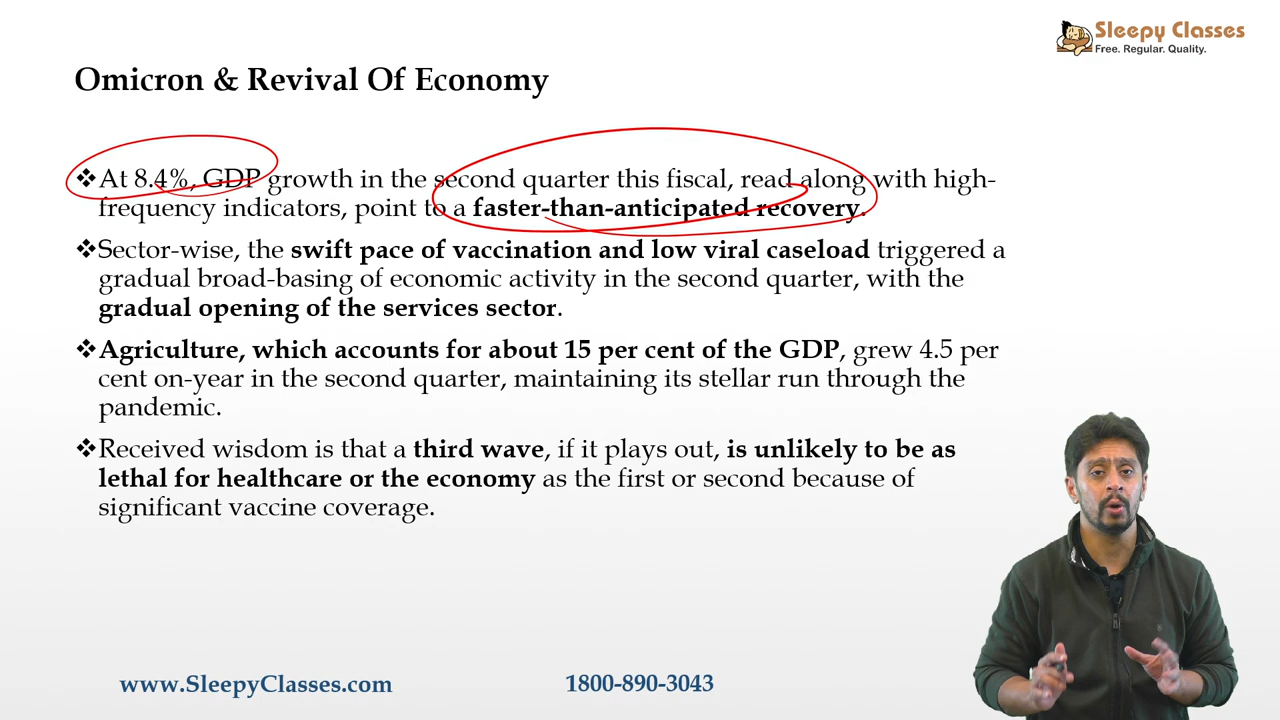 Sleepy Classes
Free. Regular. Quality.
Omicron & Revival Of Economy
❖At 8.4%, GDP growth in the second quarter this fiscal, read along with high-
frequency indicators, point to a faster-than-anticipated recovery.
❖Sector-wise, the swift pace of vaccination and low viral caseload triggered a
gradual broad-basing of economic activity in the second quarter, with the
gradual opening of the services sector.
❖Agriculture, which accounts for about 15 per cent of the GDP, grew 4.5 per
cent on-year in the second quarter, maintaining its stellar run through the
pandemic.
❖Received wisdom is that a third wave, if it plays out, is unlikely to be as
lethal for healthcare or the economy as the first or second because of
significant vaccine coverage.
www.SleepyClasses.com 1800-890-3043